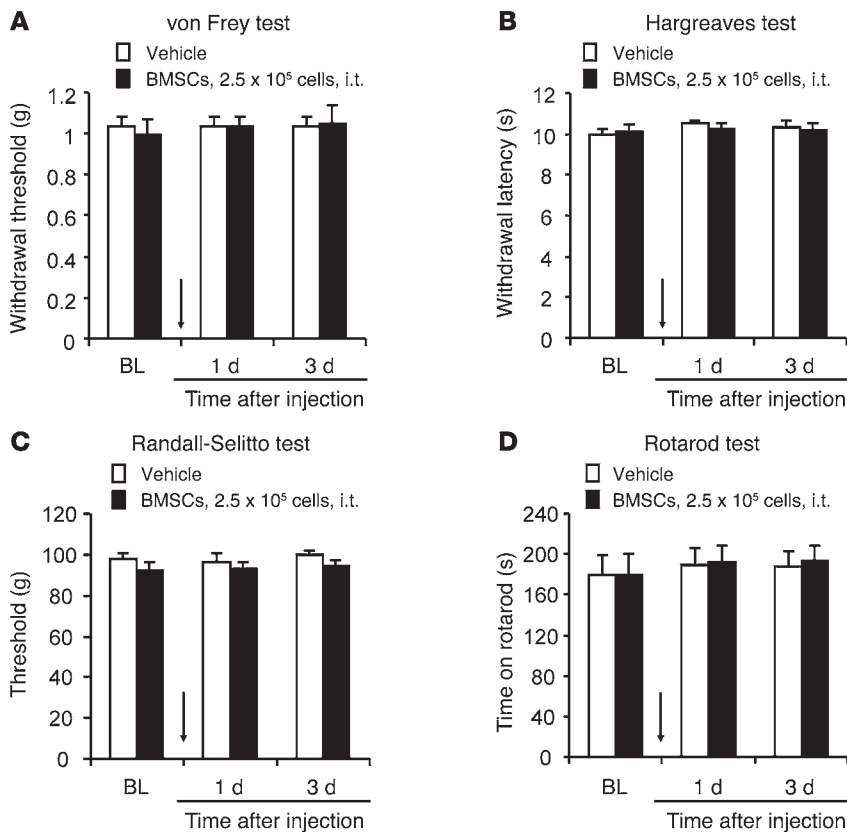 A
von Frey test
Vehicle
BMSCs, 2.5 x 10⁵ cells, i.t.
Withdrawal threshold (g)
1.2
1
0.8
0.6
0.4
0.2
0
BL
1 d
3 d
Time after injection
B
Hargreaves test
Vehicle
BMSCs, 2.5 x 10⁵ cells, i.t.
Withdrawal latency (s)
12
10
8
6
4
2
0
BL
1 d
3 d
Time after injection
C
Randall-Selitto test
Vehicle
BMSCs, 2.5 x 10⁵ cells, i.t.
Threshold (g)
120
100
80
60
40
20
0
BL
1 d
3 d
Time after injection
D
Rotarod test
Vehicle
BMSCs, 2.5 x 10⁵ cells, i.t.
Time on rotarod (s)
240
200
160
120
80
40
0
BL
1 d
3 d
Time after injection